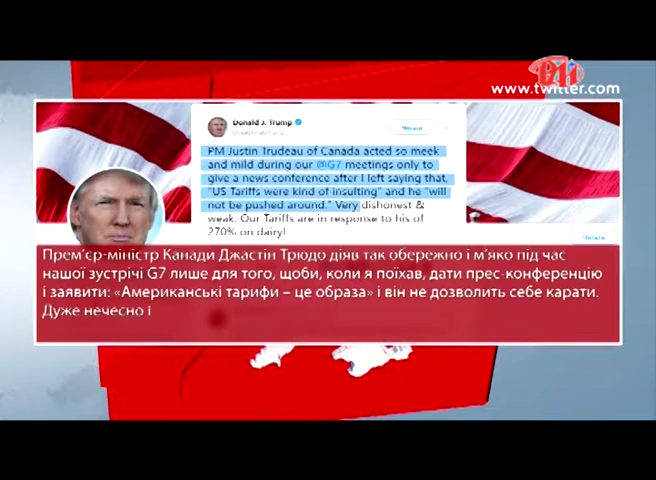 www.twitter.com
Donald J. Trump
PM Justin Trudeau of Canada acted so meek
and mild during our @G7 meetings only to
give a news conference after I left saying that,
"US Tariffs were kind of insulting" and he "will
not be pushed around." Very dishonest &
weak. Our Tariffs are in response to his of
270% on dairy!
Прем'єр-міністр Канади Джастін Трюдо діяв так обережно і м'яко під час
нашої зустрічі G7 лише для того, щоби, коли я поїхав, дати прес-конференцію
і заявити: «Американські тарифи – це образа» і він не дозволить себе карати.
Дуже нечесно і